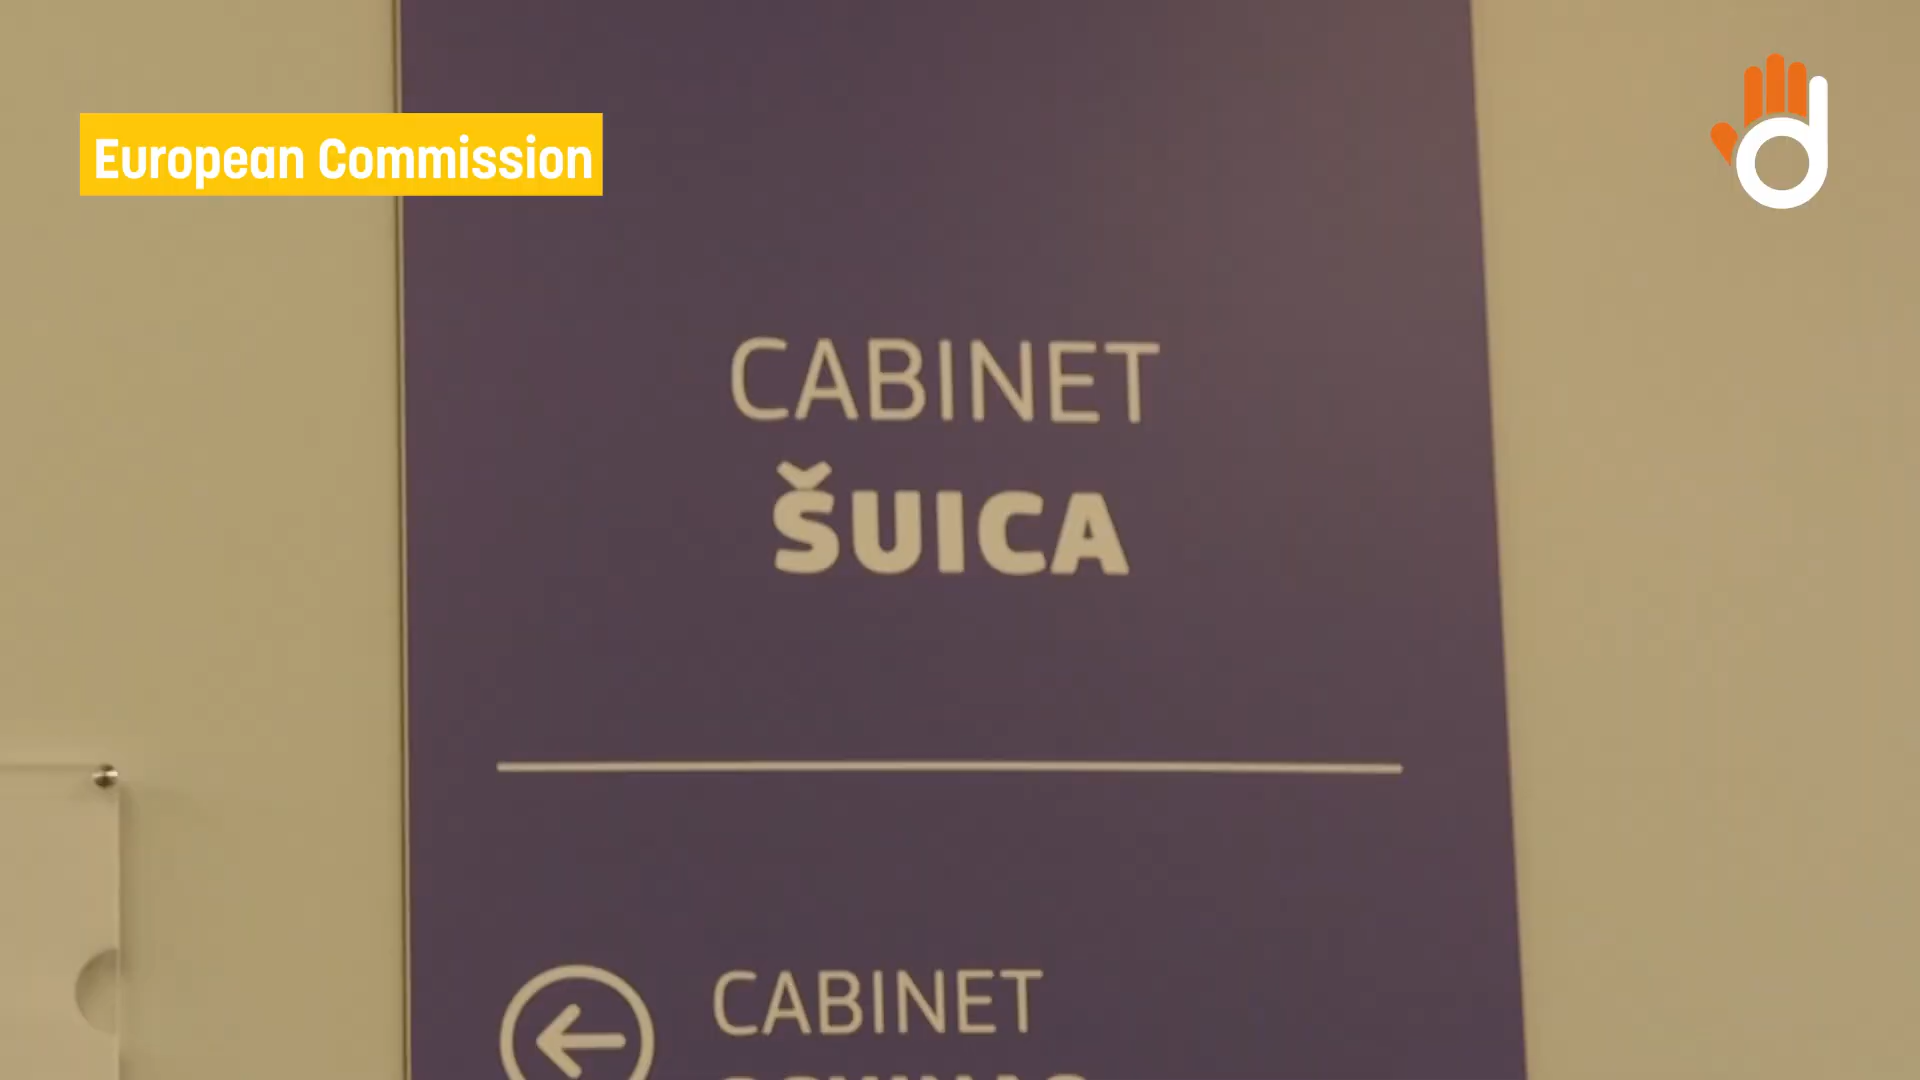 European Commission
CABINET
ŠUICA
CABINET